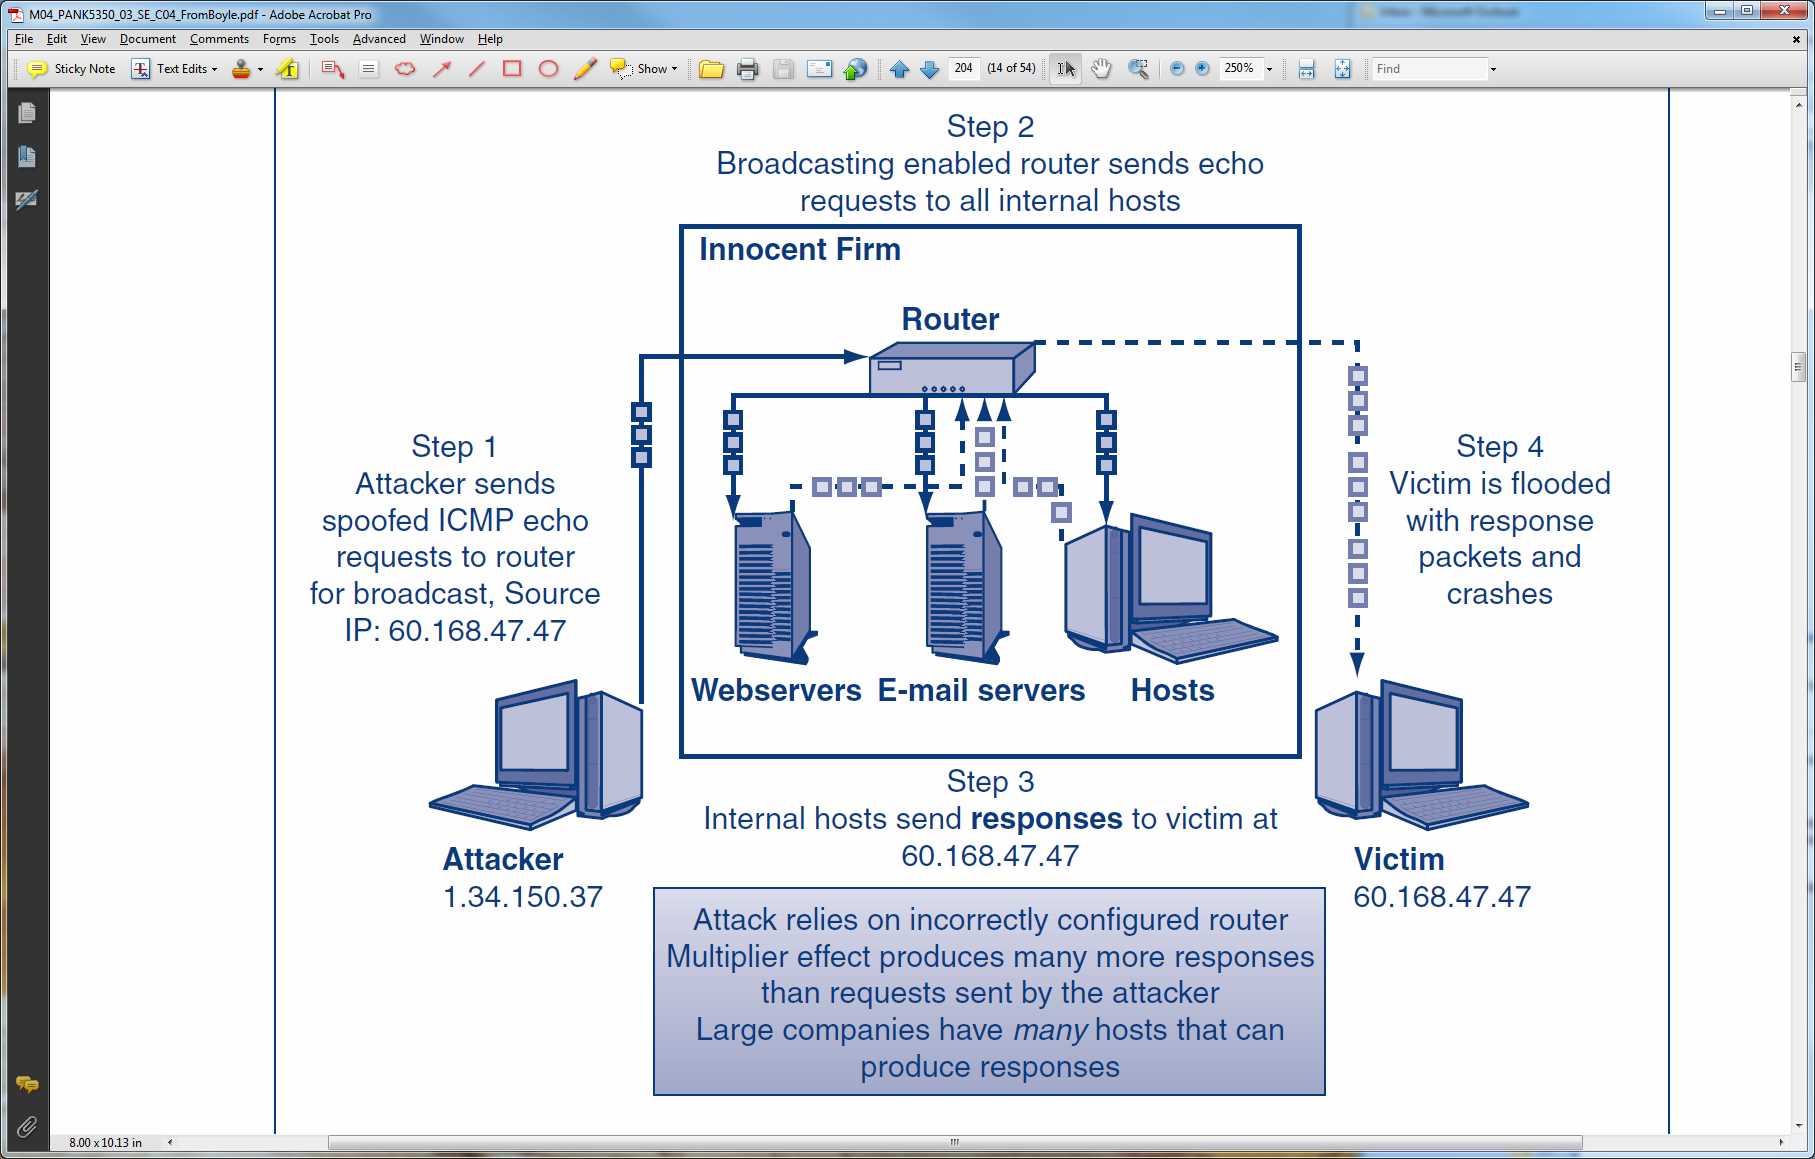 M04_PANK5350_03_SE_C04_FromBoyle.pdf - Adobe Acrobat Pro
File Edit View Document Comments Forms Tools Advanced Window Help
Sticky Note Text Edits Show 204 (14 of 54) 250% Find
Step 2
Broadcasting enabled router sends echo
requests to all internal hosts
Innocent Firm
Router
Step 1
Attacker sends
spoofed ICMP echo
requests to router
for broadcast, Source
IP: 60.168.47.47
Step 4
Victim is flooded
with response
packets and
crashes
Webservers E-mail servers Hosts
Step 3
Internal hosts send responses to victim at
60.168.47.47
Attacker
1.34.150.37
Victim
60.168.47.47
Attack relies on incorrectly configured router
Multiplier effect produces many more responses
than requests sent by the attacker
Large companies have many hosts that can
produce responses
8.00 x 10.13 in